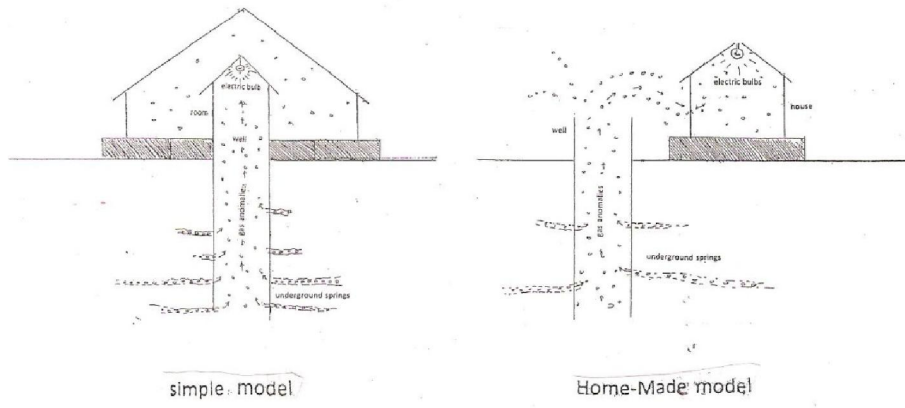 electric bulb
room
well
gas anomalies
underground springs
simple model
electric bulbs
house
well
gas anomalies
underground springs
Home-Made model